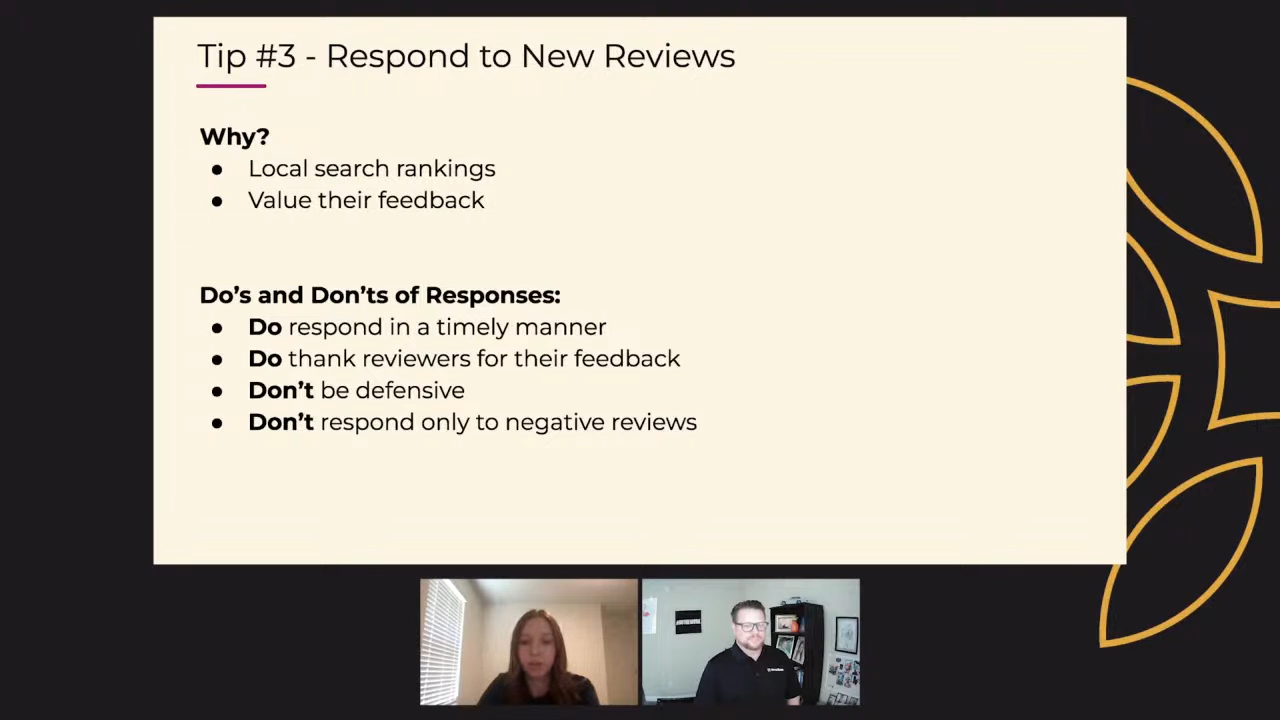 Tip #3 - Respond to New Reviews
Why?
● Local search rankings
● Value their feedback
Do’s and Don’ts of Responses:
● Do respond in a timely manner
● Do thank reviewers for their feedback
● Don’t be defensive
● Don’t respond only to negative reviews